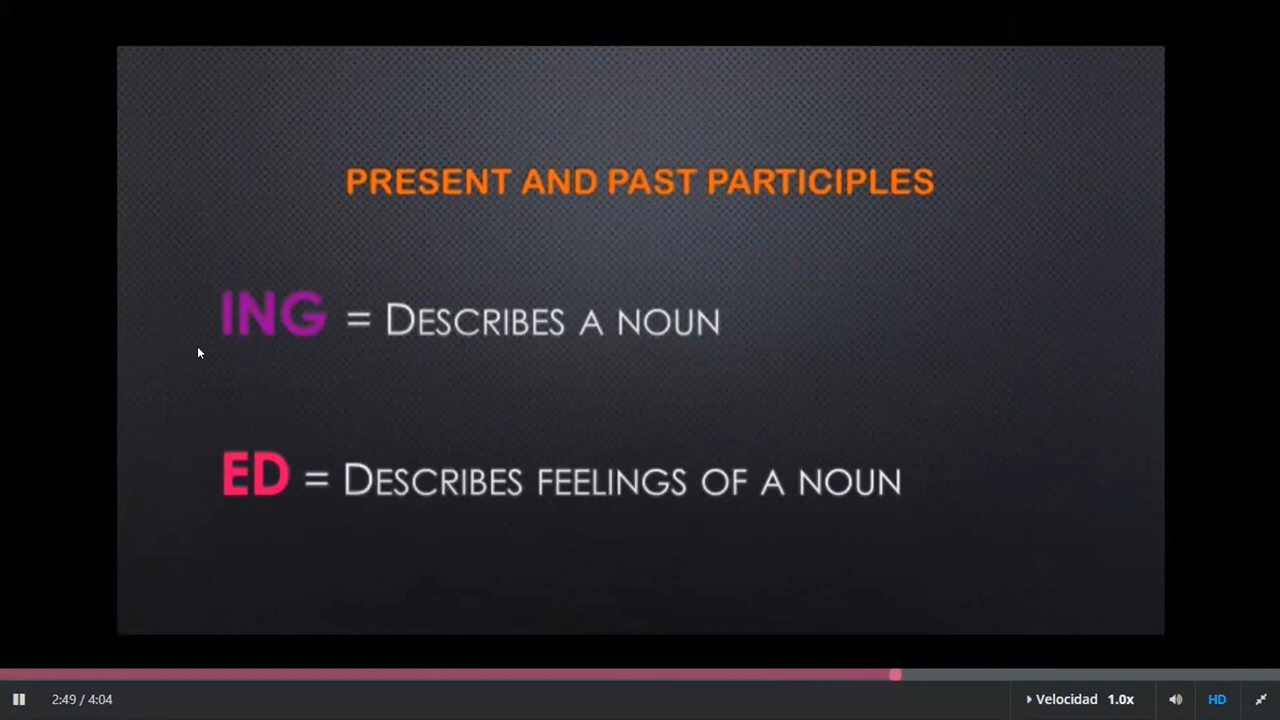 PRESENT AND PAST PARTICIPLES
ING = DESCRIBES A NOUN
ED = DESCRIBES FEELINGS OF A NOUN
2:49 / 4:04
Velocidad 1.0x
HD